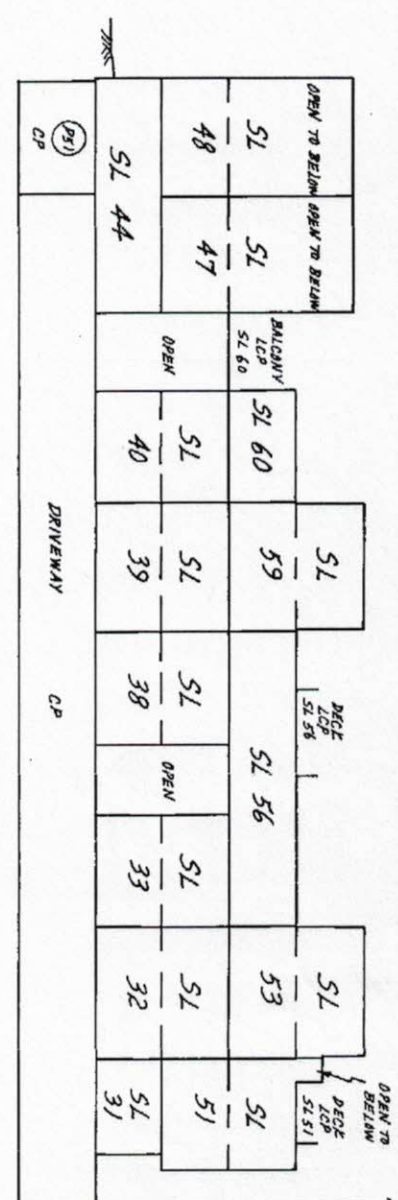 OPEN TO BELOW OPEN TO BELOW
SL
48
SL
47
SL 44
P51
CP
BALCONY
LCP
SL 60
OPEN
SL 60
SL
40
SL
59
SL
39
DECK
LCP
SL 56
SL 56
SL
38
OPEN
SL
33
SL
53
SL
32
OPEN TO
BELOW
DECK
LCP
SL 51
SL
51
SL
31
DRIVEWAY CP